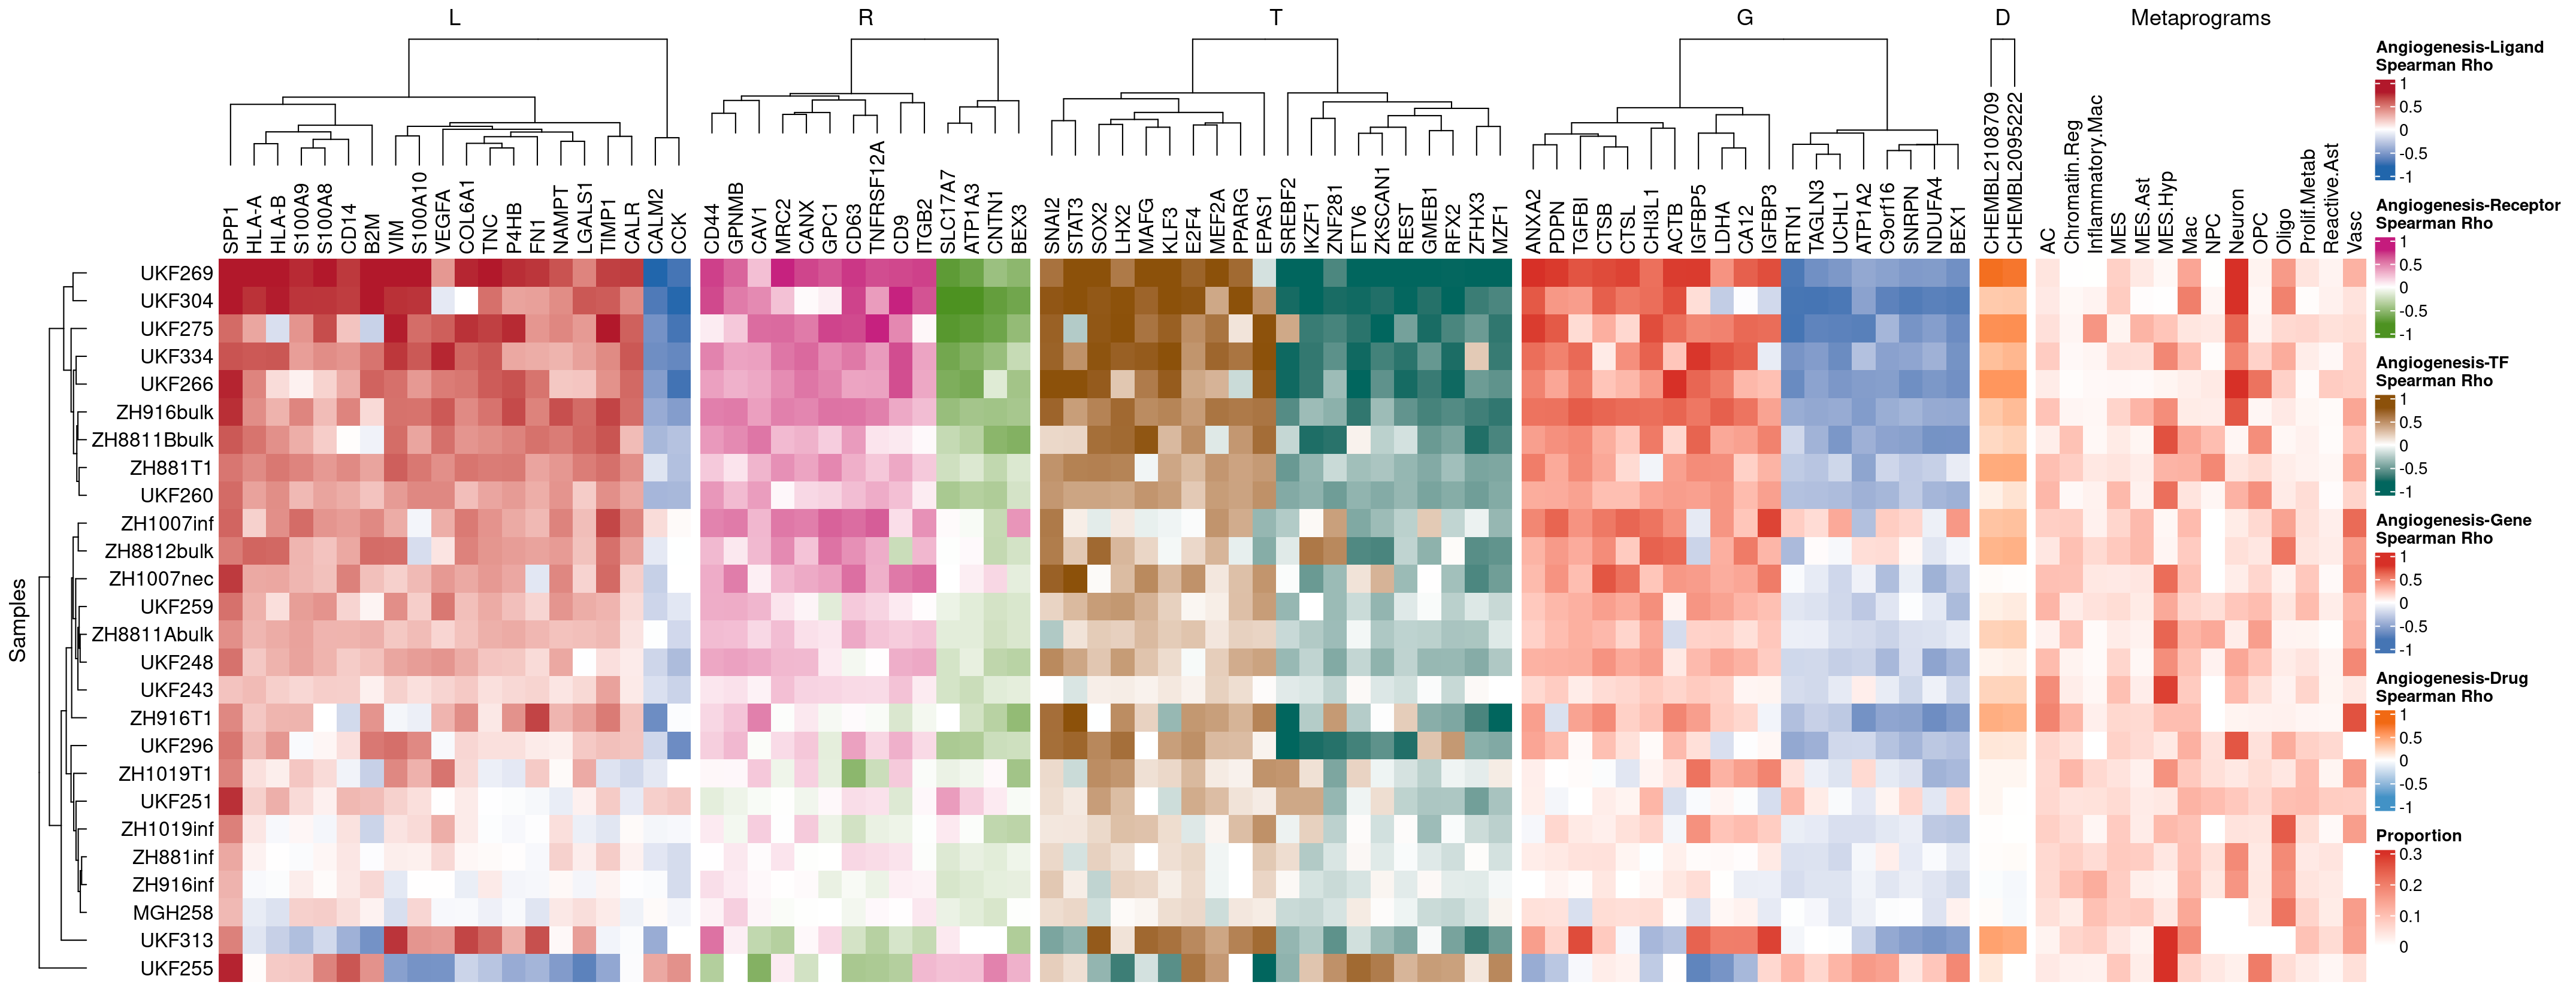 L
R
T
G
D
Metaprograms
SPP1
HLA-A
HLA-B
S100A9
S100A8
CD14
B2M
VIM
S100A10
VEGFA
COL6A1
TNC
P4HB
FN1
NAMPT
LGALS1
TIMP1
CALR
CALM2
CCK
CD44
GPNMB
CAV1
MRC2
CANX
GPC1
CD63
TNFRSF12A
CD9
ITGB2
SLC17A7
ATP1A3
CNTN1
BEX3
SNAI2
STAT3
SOX2
LHX2
MAFG
KLF3
E2F4
MEF2A
PPARG
EPAS1
SREBF2
IKZF1
ZNF281
ETV6
ZKSCAN1
REST
GMEB1
RFX2
ZFHX3
MZF1
ANXA2
PDPN
TGFBI
CTSB
CTSL
CHI3L1
ACTB
IGFBP5
LDHA
CA12
IGFBP3
RTN1
TAGLN3
UCHL1
ATP1A2
C9orf16
SNRPN
NDUFA4
BEX1
CHEMBL2108709
CHEMBL2095222
AC
Chromatin.Reg
Inflammatory.Mac
MES
MES.Ast
MES.Hyp
Mac
NPC
Neuron
OPC
Oligo
Prolif.Metab
Reactive.Ast
Vasc
Samples
UKF269
UKF304
UKF275
UKF334
UKF266
ZH916bulk
ZH8811Bbulk
ZH881T1
UKF260
ZH1007inf
ZH8812bulk
ZH1007nec
UKF259
ZH8811Abulk
UKF248
UKF243
ZH916T1
UKF296
ZH1019T1
UKF251
ZH1019inf
ZH881inf
ZH916inf
MGH258
UKF313
UKF255
Angiogenesis-Ligand
Spearman Rho
1
0.5
0
-0.5
-1
Angiogenesis-Receptor
Spearman Rho
1
0.5
0
-0.5
-1
Angiogenesis-TF
Spearman Rho
1
0.5
0
-0.5
-1
Angiogenesis-Gene
Spearman Rho
1
0.5
0
-0.5
-1
Angiogenesis-Drug
Spearman Rho
1
0.5
0
-0.5
-1
Proportion
0.3
0.2
0.1
0